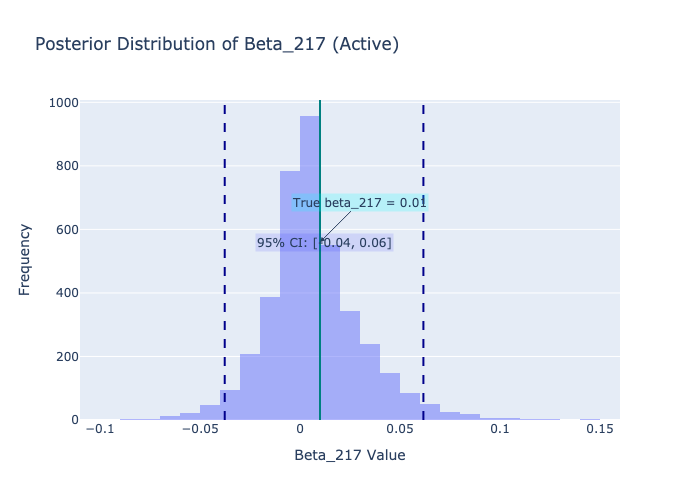 Posterior Distribution of Beta_217 (Active)
1000
800
600
400
200
0
Frequency
True beta_217 = 0.01
95% CI: [-0.04, 0.06]
−0.1
−0.05
0
0.05
0.1
0.15
Beta_217 Value